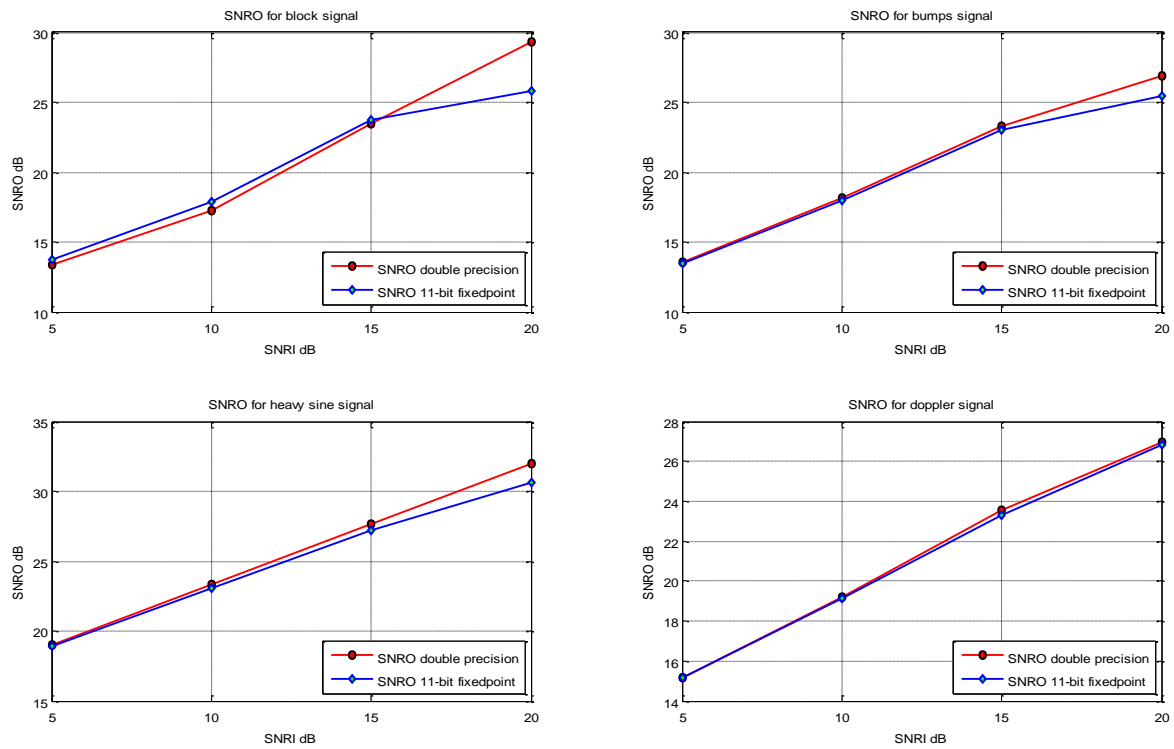 SNRO for block signal
30
25
20
15
10
SNRO dB
5
10
15
20
SNRI dB
SNRO double precision
SNRO 11-bit fixedpoint
SNRO for bumps signal
30
25
20
15
10
SNRO dB
5
10
15
20
SNRI dB
SNRO double precision
SNRO 11-bit fixedpoint
SNRO for heavy sine signal
35
30
25
20
15
SNRO dB
5
10
15
20
SNRI dB
SNRO double precision
SNRO 11-bit fixedpoint
SNRO for doppler signal
28
26
24
22
20
18
16
14
SNRO dB
5
10
15
20
SNRI dB
SNRO double precision
SNRO 11-bit fixedpoint